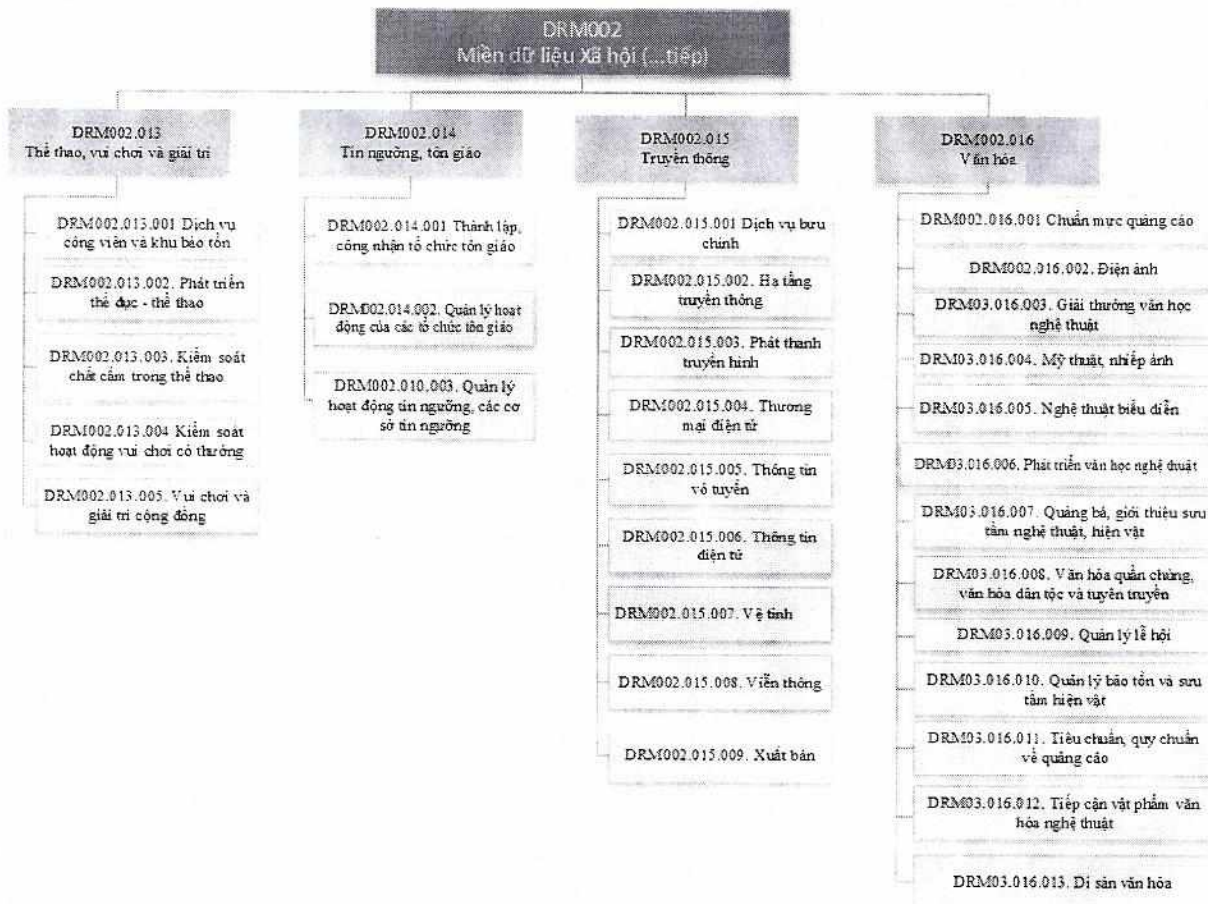 DRM002
Miền dữ liệu Xã hội (...tiếp)
DRM002.013
Thể thao, vui chơi và giải trí
DRM002.013.001 Dịch vụ
công viên và khu bảo tồn
DRM002.013.002. Phát triển
thể dục - thể thao
DRM002.013.003. Kiểm soát
chất cấm trong thể thao
DRM002.013.004 Kiểm soát
hoạt động vui chơi có thưởng
DRM002.013.005. Vui chơi và
giải trí cộng đồng
DRM002.014
Tín ngưỡng, tôn giáo
DRM002.014.001 Thành lập,
công nhận tổ chức tôn giáo
DRM002.014.002. Quản lý hoạt
động của các tổ chức tôn giáo
DRM002.010.003. Quản lý
hoạt động tín ngưỡng, các cơ
sở tín ngưỡng
DRM002.015
Truyền thông
DRM002.015.001 Dịch vụ bưu
chính
DRM002.015.002. Hạ tầng
truyền thông
DRM002.015.003. Phát thanh
truyền hình
DRM002.015.004. Thương
mại điện tử
DRM002.015.005. Thông tin
vô tuyến
DRM002.015.006. Thông tin
điện tử
DRM002.015.007. Vệ tinh
DRM002.015.008. Viễn thông
DRM002.015.009. Xuất bản
DRM002.016
Văn hóa
DRM002.016.001 Chuẩn mực quảng cáo
DRM002.016.002. Điện ảnh
DRM03.016.003. Giải thưởng văn học
nghệ thuật
DRM03.016.004. Mỹ thuật, nhiếp ảnh
DRM03.016.005. Nghệ thuật biểu diễn
DRM03.016.006. Phát triển văn học nghệ thuật
DRM03.016.007. Quảng bá, giới thiệu sưu
tầm nghệ thuật, hiện vật
DRM03.016.008. Văn hóa quần chúng,
văn hóa dân tộc và tuyên truyền
DRM03.016.009. Quản lý lễ hội
DRM03.016.010. Quản lý bảo tồn và sưu
tầm hiện vật
DRM03.016.011. Tiêu chuẩn, quy chuẩn
về quảng cáo
DRM03.016.012. Tiếp cận vật phẩm văn
hóa nghệ thuật
DRM03.016.013. Di sản văn hóa